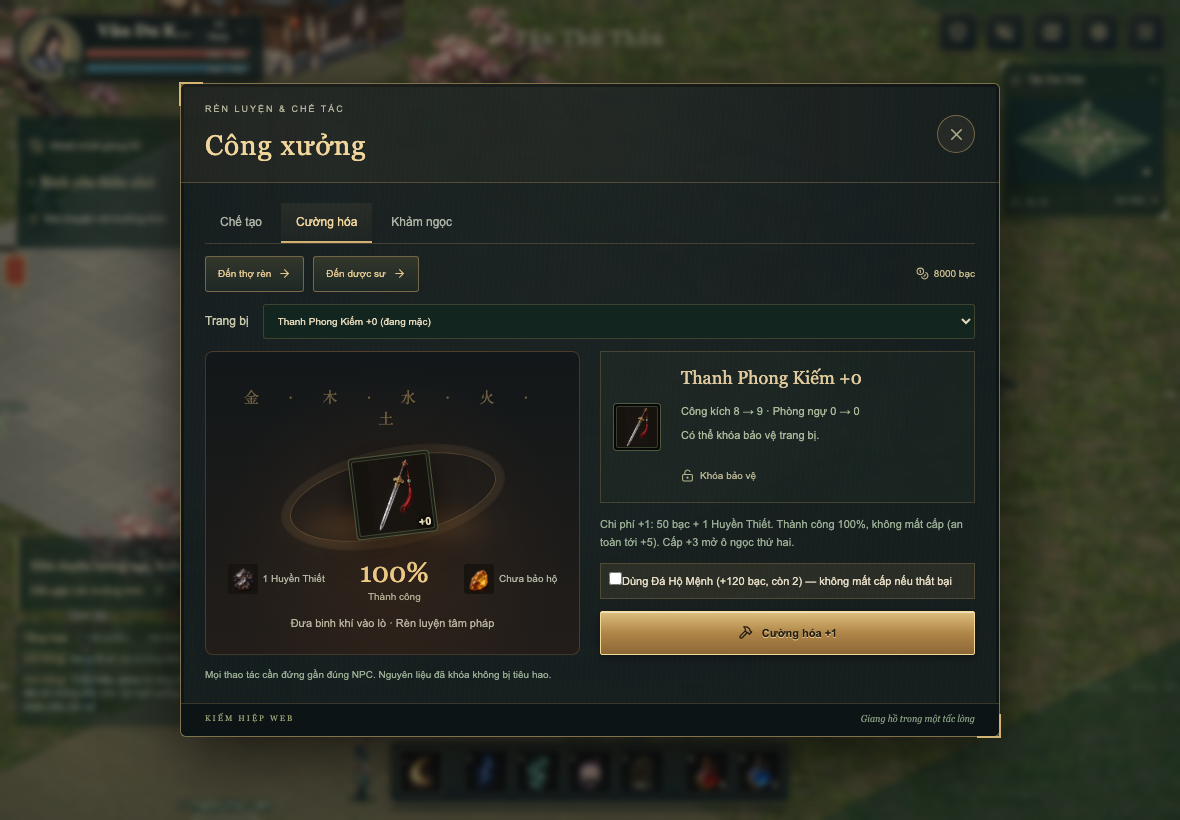 RÈN LUYỆN & CHẾ TÁC
Công xưởng
Chế tạo
Cường hóa
Khảm ngọc
Đến thợ rèn →
Đến dược sư →
8000 bạc
Trang bị
Thanh Phong Kiếm +0 (đang mặc)
金 · 木 · 水 · 火 ·
土
+0
1 Huyền Thiết
100%
Thành công
Chưa bảo hộ
Đưa binh khí vào lò · Rèn luyện tâm pháp
Thanh Phong Kiếm +0
Công kích 8 → 9 · Phòng ngự 0 → 0
Có thể khóa bảo vệ trang bị.
Khóa bảo vệ
Chi phí +1: 50 bạc + 1 Huyền Thiết. Thành công 100%, không mất cấp (an
toàn tới +5). Cấp +3 mở ô ngọc thứ hai.
Dùng Đá Hộ Mệnh (+120 bạc, còn 2) — không mất cấp nếu thất bại
Cường hóa +1
Mọi thao tác cần đứng gần đúng NPC. Nguyên liệu đã khóa không bị tiêu hao.
KIẾM HIỆP WEB
Giang hồ trong một tấc lòng